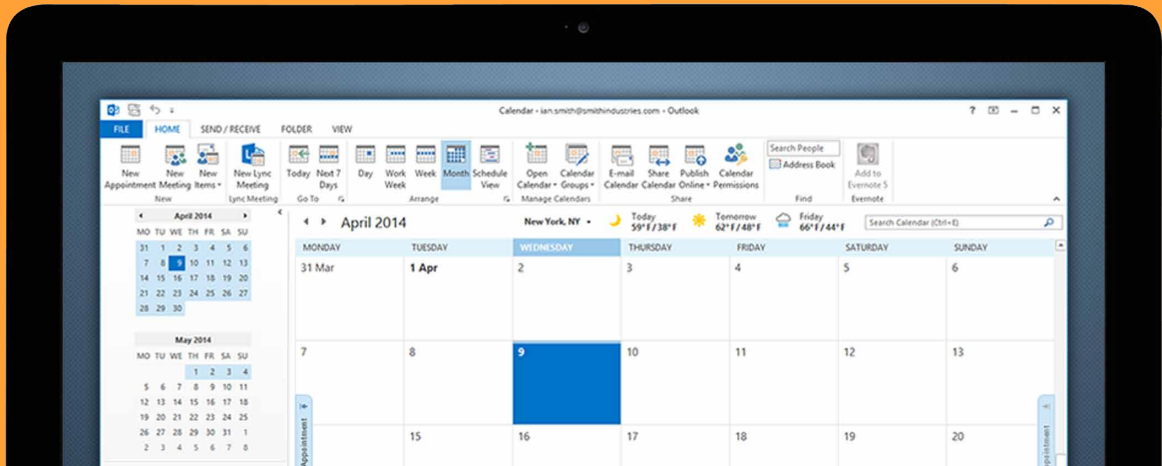 Calendar - ian.smith@smithindustries.com - Outlook
FILE HOME SEND / RECEIVE FOLDER VIEW
New Appointment
New Meeting
New Items
New Lync Meeting
Today
Next 7 Days
Day
Work Week
Week
Month
Schedule View
Open Calendar
Calendar Groups
E-mail Calendar
Share Calendar
Publish Online
Calendar Permissions
Search People
Address Book
Add to Evernote 5
New
Lync Meeting
Go To
Arrange
Manage Calendars
Share
Find
Evernote
April 2014
MO TU WE TH FR SA SU
31 1 2 3 4 5 6
7 8 9 10 11 12 13
14 15 16 17 18 19 20
21 22 23 24 25 26 27
28 29 30
May 2014
MO TU WE TH FR SA SU
1 2 3 4
5 6 7 8 9 10 11
12 13 14 15 16 17 18
19 20 21 22 23 24 25
26 27 28 29 30 31 1
2 3 4 5 6 7 8
April 2014
New York, NY
Today
59°F/38°F
Tomorrow
62°F/48°F
Friday
66°F/44°F
Search Calendar (Ctrl+E)
MONDAY TUESDAY WEDNESDAY THURSDAY FRIDAY SATURDAY SUNDAY
31 Mar 1 Apr 2 3 4 5 6
7 8 9 10 11 12 13
15 16 17 18 19 20
Appointment